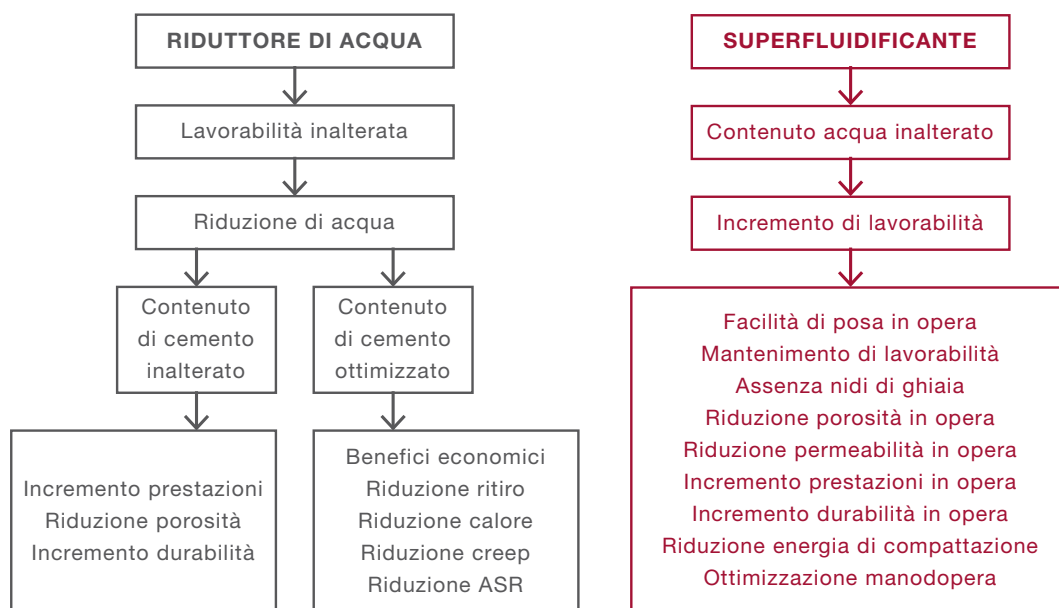 RIDUTTORE DI ACQUA
Lavorabilità inalterata
Riduzione di acqua
Contenuto
di cemento
inalterato
Incremento prestazioni
Riduzione porosità
Incremento durabilità
Contenuto
di cemento
ottimizzato
Benefici economici
Riduzione ritiro
Riduzione calore
Riduzione creep
Riduzione ASR
SUPERFLUIDIFICANTE
Contenuto acqua inalterato
Incremento di lavorabilità
Facilità di posa in opera
Mantenimento di lavorabilità
Assenza nidi di ghiaia
Riduzione porosità in opera
Riduzione permeabilità in opera
Incremento prestazioni in opera
Incremento durabilità in opera
Riduzione energia di compattazione
Ottimizzazione manodopera